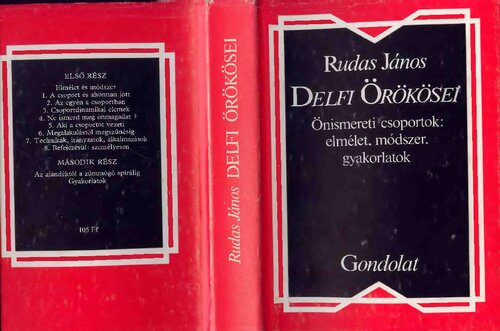 ELSŐ RÉSZ
Elmélet és módszer
1. A csoport és ahonnan jött
2. Az egyén a csoportban
3. Csoportdinamikai elemek
4. Ne ismerd meg önmagadat ?
5. Aki a csoportot vezeti
6. Megalakulástól megszűnésig
7. Technikák, irányzatok, alkalmazások
8. Befejezésül: személyesen
MÁSODIK RÉSZ
Az ajándéktól a zümmögő spirálig
Gyakorlatok
105 Ft
Rudas János DELFI ÖRÖKÖSEI
Rudas János
DELFI ÖRÖKÖSEI
Önismereti csoportok:
elmélet, módszer,
gyakorlatok
Gondolat